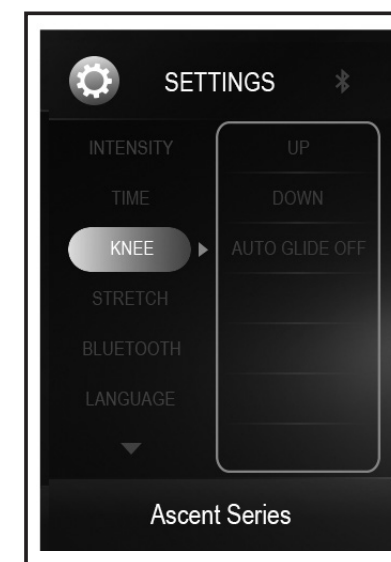 SETTINGS
INTENSITY
TIME
KNEE
STRETCH
BLUETOOTH
LANGUAGE
UP
DOWN
AUTO GLIDE OFF
Ascent Series